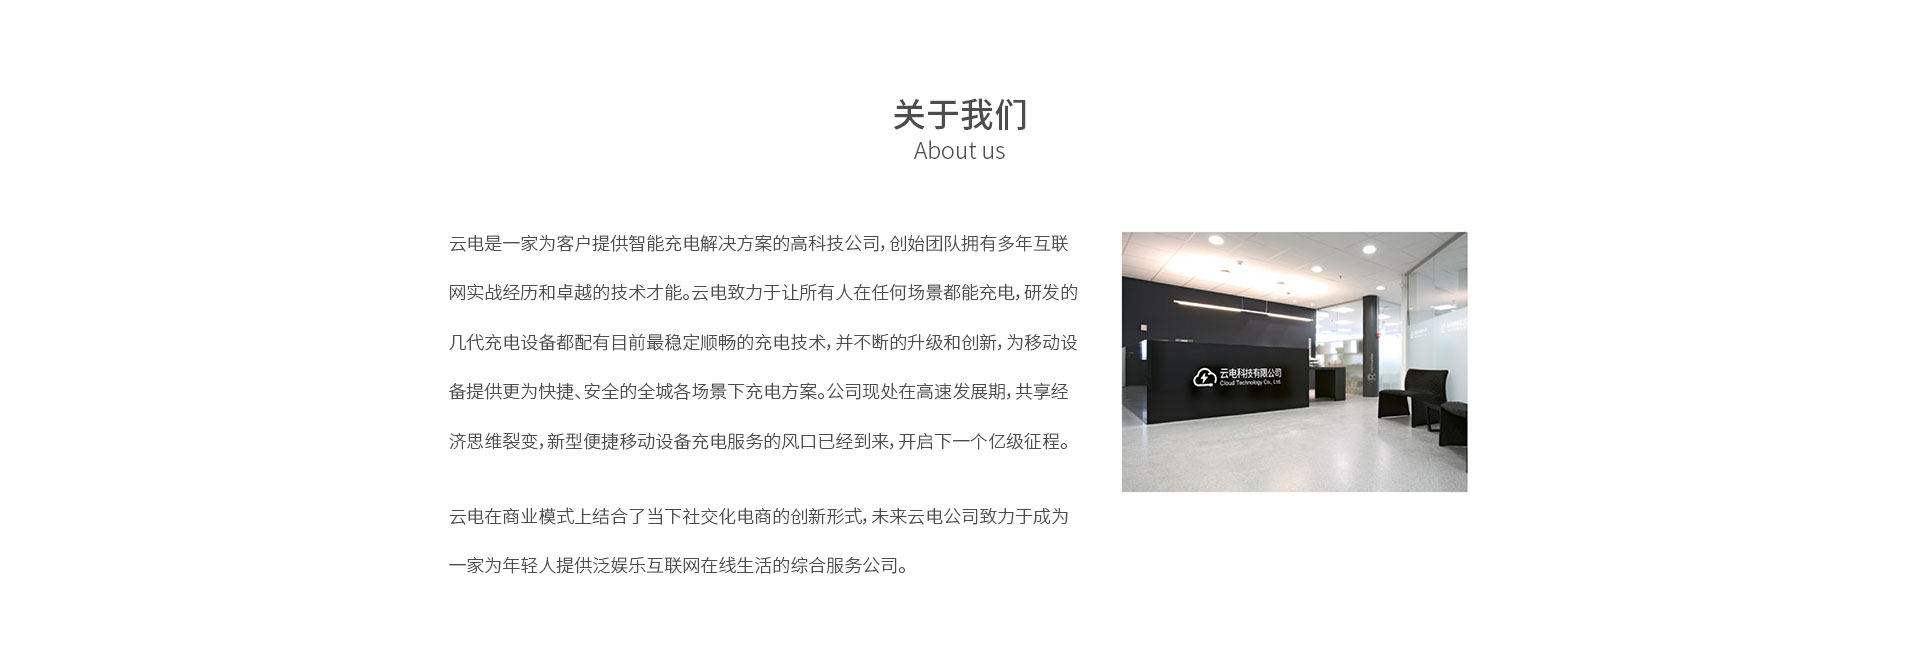 关于我们
About us
云电是一家为客户提供智能充电解决方案的高科技公司，创始团队拥有多年互联
网实战经历和卓越的技术才能。云电致力于让所有人在任何场景都能充电，研发的
几代充电设备都配有目前最稳定顺畅的充电技术，并不断的升级和创新，为移动设
备提供更为快捷、安全的全城各场景下充电方案。公司现处在高速发展期，共享经
济思维裂变，新型便捷移动设备充电服务的风口已经到来，开启下一个亿级征程。
云电在商业模式上结合了当下社交化电商的创新形式，未来云电公司致力于成为
一家为年轻人提供泛娱乐互联网在线生活的综合服务公司。
云电科技有限公司
Cloud Technology Co., Ltd.